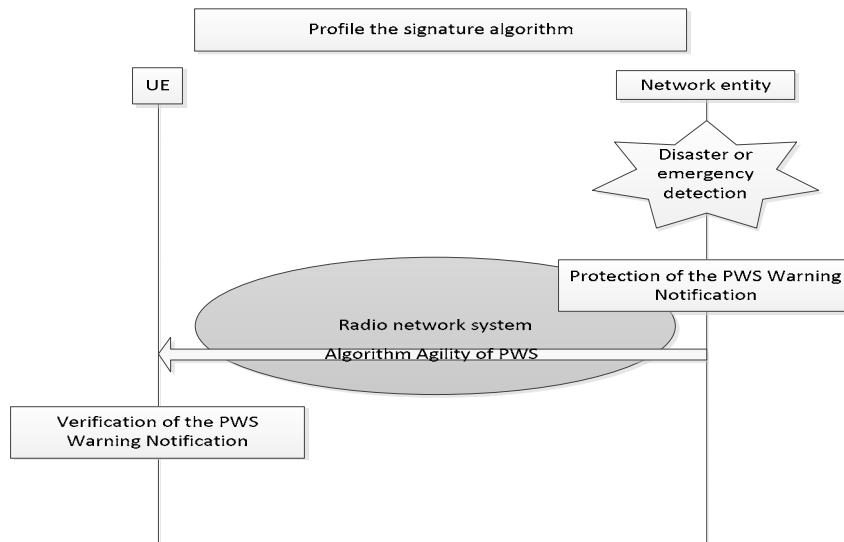 Profile the signature algorithm
UE
Network entity
Disaster or
emergency
detection
Protection of the PWS Warning
Notification
Radio network system
Algorithm Agility of PWS
Verification of the PWS
Warning Notification